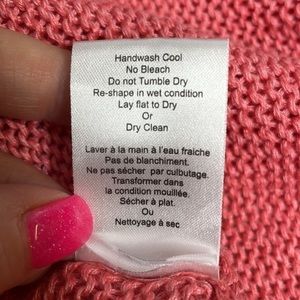 Handwash Cool
No Bleach
Do not Tumble Dry
Re-shape in wet condition
Lay flat to Dry
Or
Dry Clean
Laver à la main à l'eau fraiche
Pas de blanchiment.
Ne pas sécher par culbutage.
Transformer dans
la condition mouillée.
Sécher à plat.
Ou
Nettoyage à sec